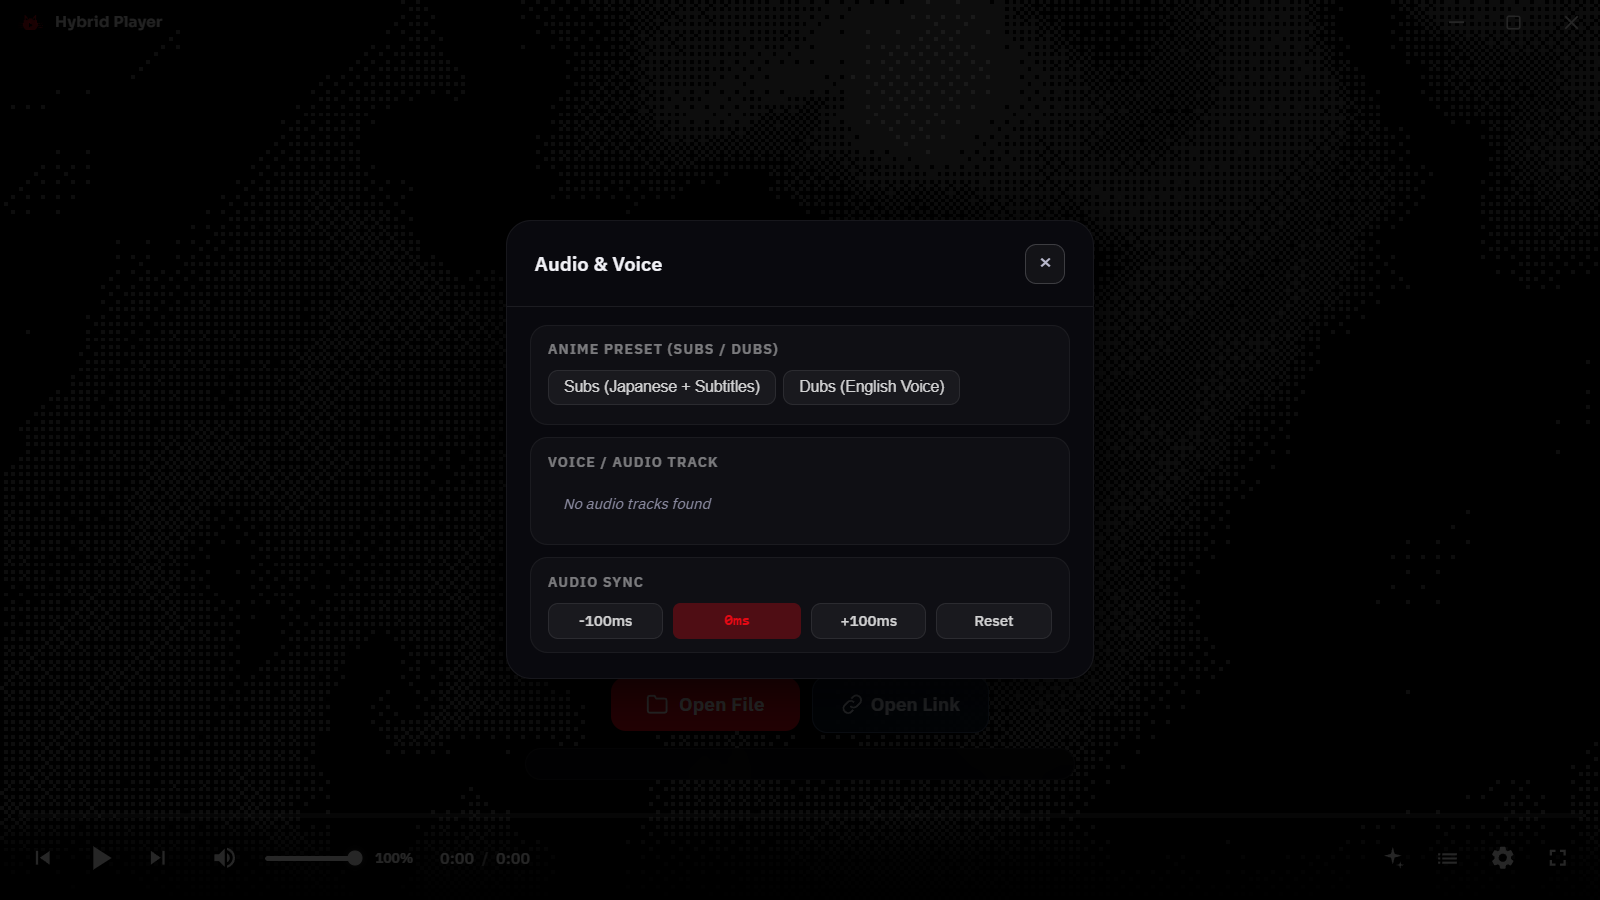 Hybrid Player
Audio & Voice
ANIME PRESET (SUBS / DUBS)
Subs (Japanese + Subtitles) Dubs (English Voice)
VOICE / AUDIO TRACK
No audio tracks found
AUDIO SYNC
-100ms 0ms +100ms Reset
Open File Open Link
100% 0:00 / 0:00